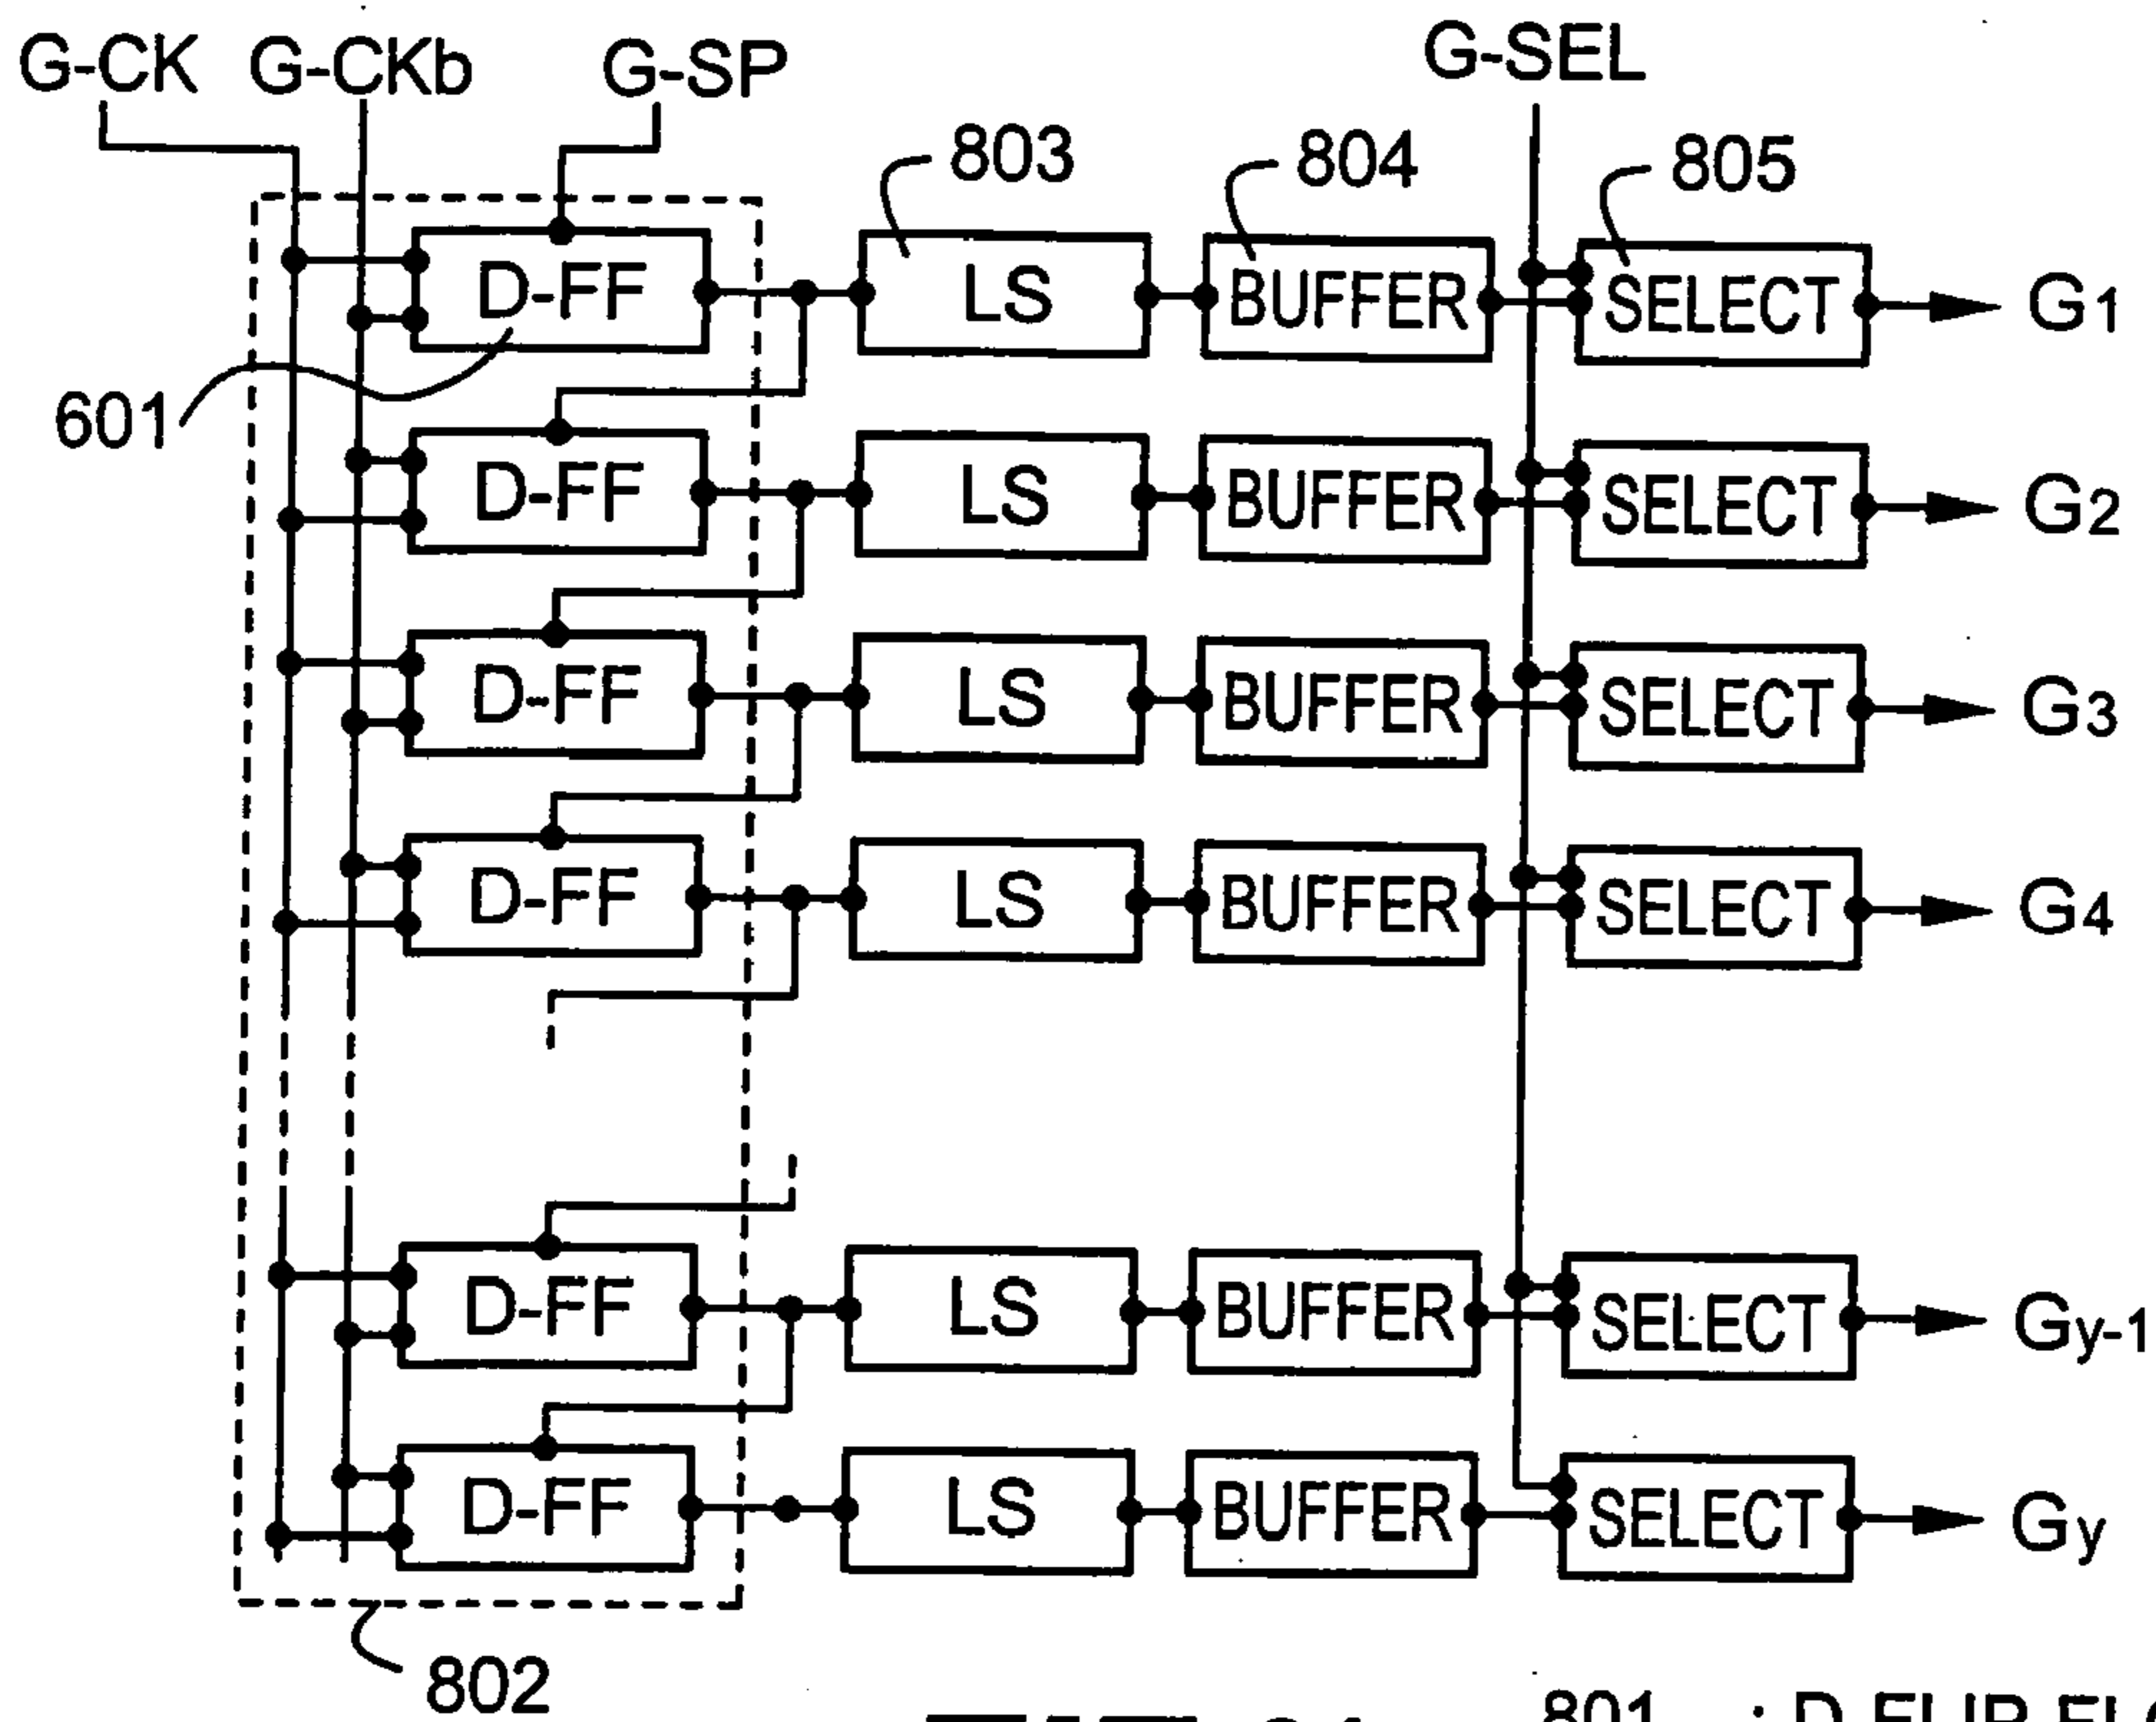 G-CK G-CKb G-SP G-SEL
803 804 805
D-FF LS BUFFER SELECT G1
601
D-FF LS BUFFER SELECT G2
D-FF LS BUFFER SELECT G3
D-FF LS BUFFER SELECT G4
D-FF LS BUFFER SELECT Gy-1
D-FF LS BUFFER SELECT Gy
802
801 : D